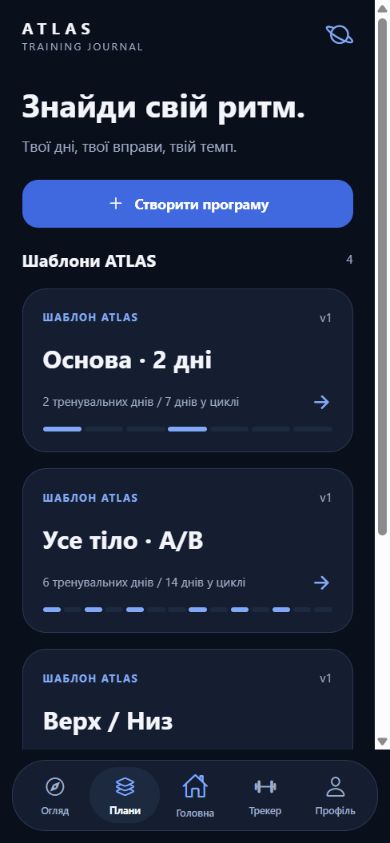 ATLAS
TRAINING JOURNAL
Знайди свій ритм.
Твої дні, твої вправи, твій темп.
+ Створити програму
Шаблони ATLAS 4
ШАБЛОН ATLAS v1
Основа · 2 дні
2 тренувальних днів / 7 днів у циклі
ШАБЛОН ATLAS v1
Усе тіло · A/B
6 тренувальних днів / 14 днів у циклі
ШАБЛОН ATLAS v1
Верх / Низ
Огляд Плани Головна Трекер Профіль